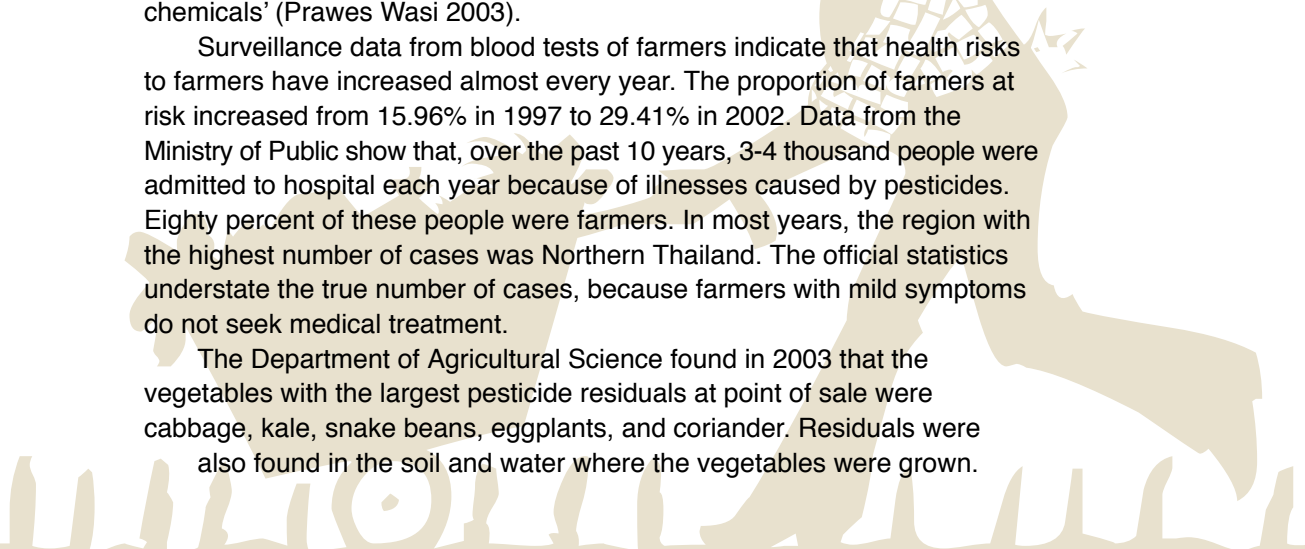 chemicals’ (Prawes Wasi 2003).
Surveillance data from blood tests of farmers indicate that health risks
to farmers have increased almost every year. The proportion of farmers at
risk increased from 15.96% in 1997 to 29.41% in 2002. Data from the
Ministry of Public show that, over the past 10 years, 3-4 thousand people were
admitted to hospital each year because of illnesses caused by pesticides.
Eighty percent of these people were farmers. In most years, the region with
the highest number of cases was Northern Thailand. The official statistics
understate the true number of cases, because farmers with mild symptoms
do not seek medical treatment.
The Department of Agricultural Science found in 2003 that the
vegetables with the largest pesticide residuals at point of sale were
cabbage, kale, snake beans, eggplants, and coriander. Residuals were
also found in the soil and water where the vegetables were grown.